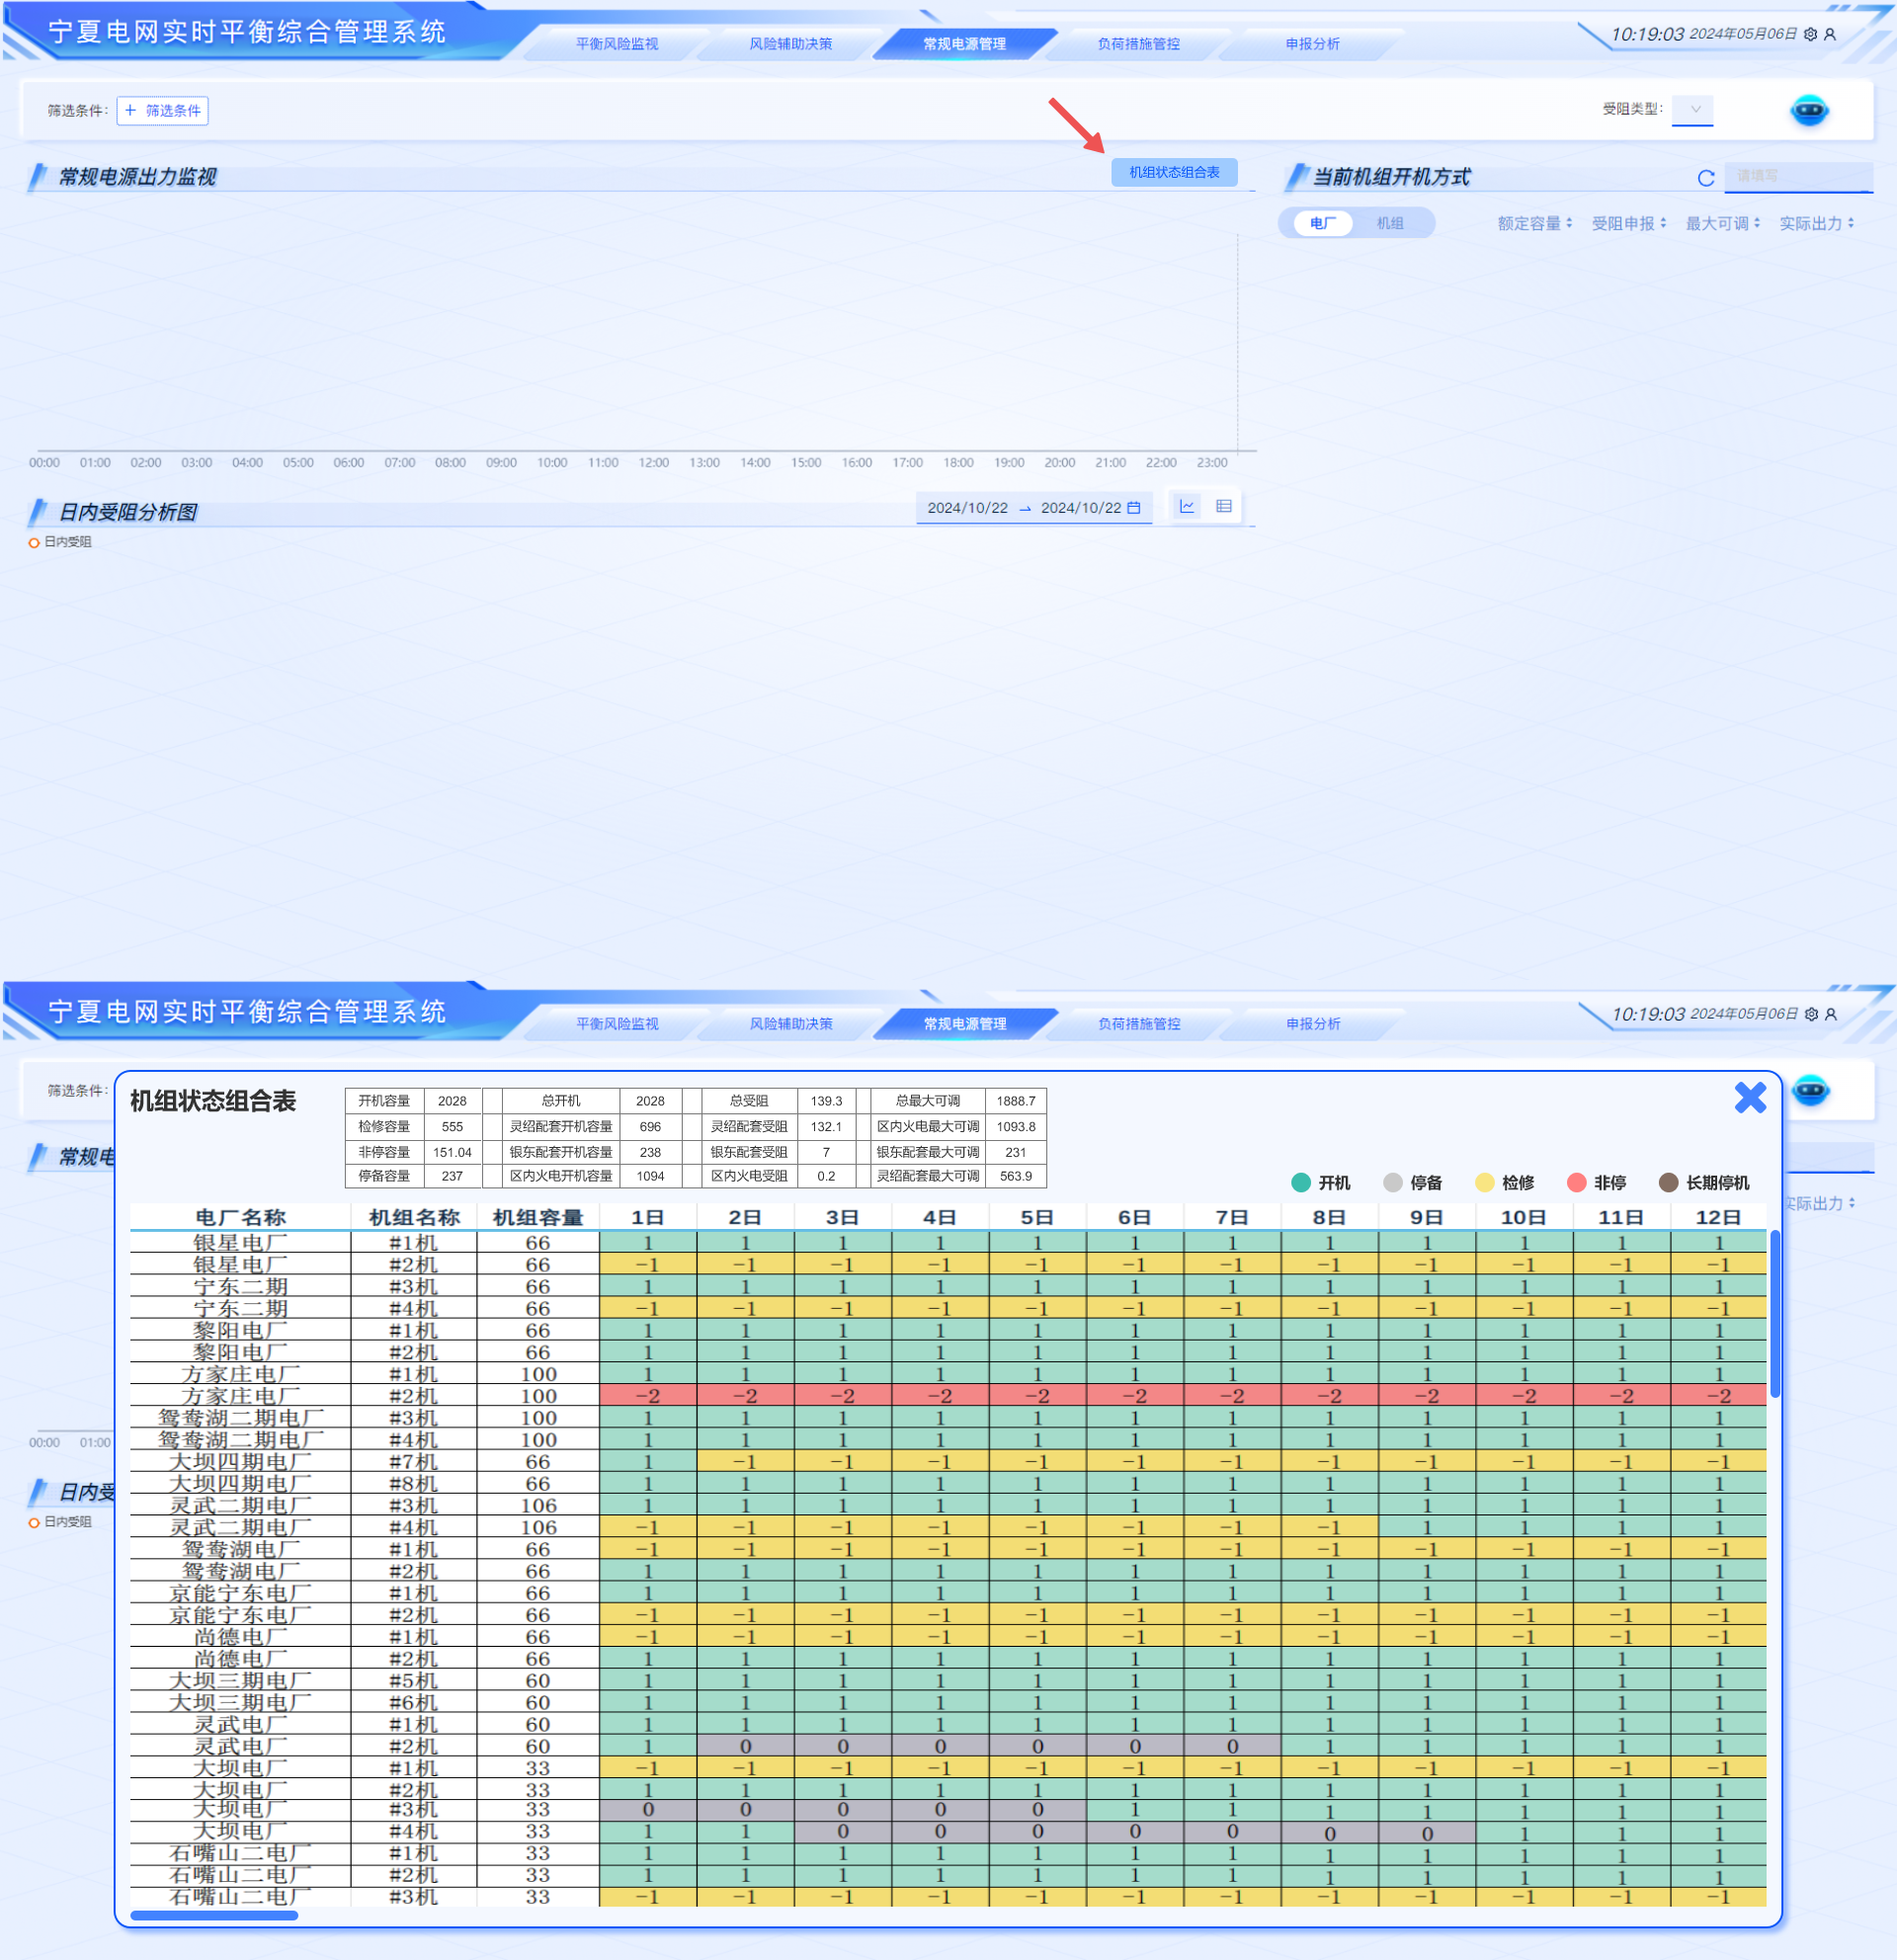 宁夏电网实时平衡综合管理系统
平衡风险监视 风险辅助决策 常规电源管理 负荷措施管控 申报分析
10:19:03 2024年05月06日
筛选条件: + 筛选条件 受阻类型:
常规电源出力监视 机组状态组合表 当前机组开机方式 请填写
电厂 机组 额定容量 受阻申报 最大可调 实际出力
00:00 01:00 02:00 03:00 04:00 05:00 06:00 07:00 08:00 09:00 10:00 11:00 12:00 13:00 14:00 15:00 16:00 17:00 18:00 19:00 20:00 21:00 22:00 23:00
日内受阻分析图 2024/10/22 → 2024/10/22
日内受阻
宁夏电网实时平衡综合管理系统
平衡风险监视 风险辅助决策 常规电源管理 负荷措施管控 申报分析
10:19:03 2024年05月06日
筛选条件:
常规电
实际出力
00:00 01:00
日内受
日内受阻
机组状态组合表
开机容量 2028 总开机 2028 总受阻 139.3 总最大可调 1888.7
检修容量 555 灵绍配套开机容量 696 灵绍配套受阻 132.1 区内火电最大可调 1093.8
非停容量 151.04 银东配套开机容量 238 银东配套受阻 7 银东配套最大可调 231
停备容量 237 区内火电开机容量 1094 区内火电受阻 0.2 灵绍配套最大可调 563.9
开机 停备 检修 非停 长期停机
电厂名称 机组名称 机组容量 1日 2日 3日 4日 5日 6日 7日 8日 9日 10日 11日 12日
银星电厂 #1机 66 1 1 1 1 1 1 1 1 1 1 1 1
银星电厂 #2机 66 -1 -1 -1 -1 -1 -1 -1 -1 -1 -1 -1 -1
宁东二期 #3机 66 1 1 1 1 1 1 1 1 1 1 1 1
宁东二期 #4机 66 -1 -1 -1 -1 -1 -1 -1 -1 -1 -1 -1 -1
黎阳电厂 #1机 66 1 1 1 1 1 1 1 1 1 1 1 1
黎阳电厂 #2机 66 1 1 1 1 1 1 1 1 1 1 1 1
方家庄电厂 #1机 100 1 1 1 1 1 1 1 1 1 1 1 1
方家庄电厂 #2机 100 -2 -2 -2 -2 -2 -2 -2 -2 -2 -2 -2 -2
鸳鸯湖二期电厂 #3机 100 1 1 1 1 1 1 1 1 1 1 1 1
鸳鸯湖二期电厂 #4机 100 1 1 1 1 1 1 1 1 1 1 1 1
大坝四期电厂 #7机 66 1 -1 -1 -1 -1 -1 -1 -1 -1 -1 -1 -1
大坝四期电厂 #8机 66 1 1 1 1 1 1 1 1 1 1 1 1
灵武二期电厂 #3机 106 1 1 1 1 1 1 1 1 1 1 1 1
灵武二期电厂 #4机 106 -1 -1 -1 -1 -1 -1 -1 -1 1 1 1 1
鸳鸯湖电厂 #1机 66 -1 -1 -1 -1 -1 -1 -1 -1 -1 -1 -1 -1
鸳鸯湖电厂 #2机 66 1 1 1 1 1 1 1 1 1 1 1 1
京能宁东电厂 #1机 66 1 1 1 1 1 1 1 1 1 1 1 1
京能宁东电厂 #2机 66 -1 -1 -1 -1 -1 -1 -1 -1 -1 -1 -1 -1
尚德电厂 #1机 66 -1 -1 -1 -1 -1 -1 -1 -1 -1 -1 -1 -1
尚德电厂 #2机 66 1 1 1 1 1 1 1 1 1 1 1 1
大坝三期电厂 #5机 60 1 1 1 1 1 1 1 1 1 1 1 1
大坝三期电厂 #6机 60 1 1 1 1 1 1 1 1 1 1 1 1
灵武电厂 #1机 60 1 1 1 1 1 1 1 1 1 1 1 1
灵武电厂 #2机 60 1 0 0 0 0 0 0 1 1 1 1 1
大坝电厂 #1机 33 -1 -1 -1 -1 -1 -1 -1 -1 -1 -1 -1 -1
大坝电厂 #2机 33 1 1 1 1 1 1 1 1 1 1 1 1
大坝电厂 #3机 33 0 0 0 0 0 1 1 1 1 1 1 1
大坝电厂 #4机 33 1 1 0 0 0 0 0 0 0 1 1 1
石嘴山二电厂 #1机 33 1 1 1 1 1 1 1 1 1 1 1 1
石嘴山二电厂 #2机 33 1 1 1 1 1 1 1 1 1 1 1 1
石嘴山二电厂 #3机 33 -1 -1 -1 -1 -1 -1 -1 -1 -1 -1 -1 -1